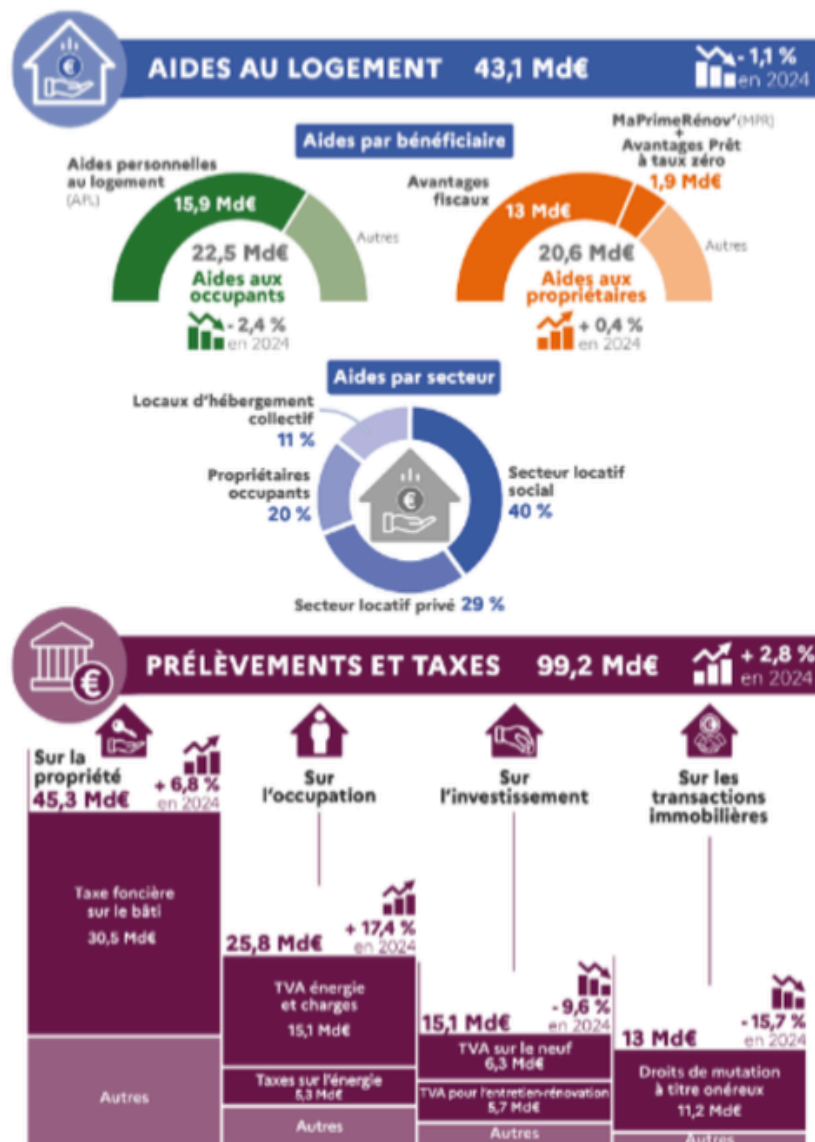 AIDES AU LOGEMENT 43,1 Md€
- 1,1 %
en 2024
Aides par bénéficiaire
Aides personnelles
au logement
(APL)
15,9 Md€
Autres
22,5 Md€
Aides aux
occupants
- 2,4 %
en 2024
MaPrimeRénov' (MPR)
+
Avantages Prêt
à taux zéro
1,9 Md€
Avantages
fiscaux
13 Md€
Autres
20,6 Md€
Aides aux
propriétaires
+ 0,4 %
en 2024
Aides par secteur
Locaux d'hébergement
collectif
11 %
Propriétaires
occupants
20 %
Secteur locatif
social
40 %
Secteur locatif privé 29 %
PRÉLÈVEMENTS ET TAXES 99,2 Md€
+ 2,8 %
en 2024
Sur la
propriété
45,3 Md€
+ 6,8 %
en 2024
Taxe foncière
sur le bâti
30,5 Md€
Autres
Sur
l'occupation
25,8 Md€
+ 17,4 %
en 2024
TVA énergie
et charges
15,1 Md€
Taxes sur l'énergie
5,3 Md€
Autres
Sur
l'investissement
15,1 Md€
- 9,6 %
en 2024
TVA sur le neuf
6,3 Md€
TVA pour l'entretien-rénovation
5,7 Md€
Autres
Sur les
transactions
immobilières
13 Md€
- 15,7 %
en 2024
Droits de mutation
à titre onéreux
11,2 Md€
Autres